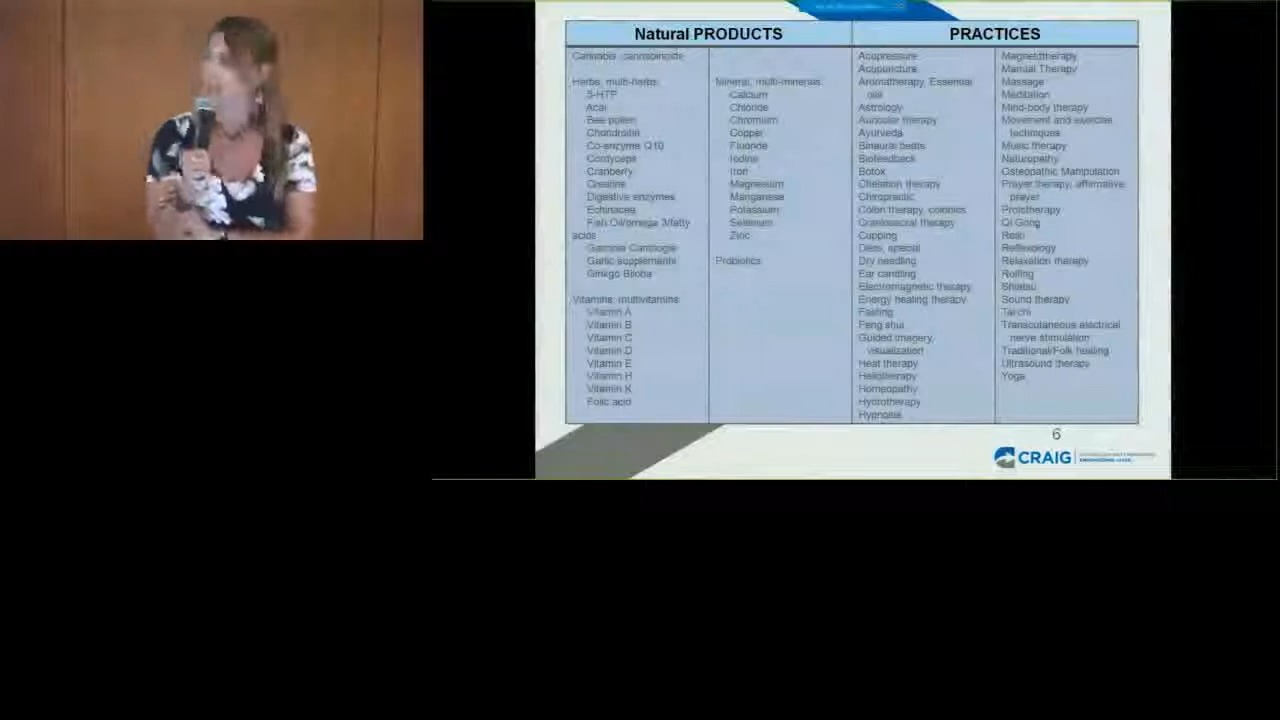 Natural PRODUCTS
PRACTICES
Cannabis, cannabinoids
Herbs, multi-herbs
5-HTP
Acai
Bee pollen
Chondroitin
Co-enzyme Q10
Cordyceps
Cranberry
Creatine
Digestive enzymes
Echinacea
Fish Oil/omega 3/fatty
acids
Garcinia Cambogia
Garlic supplements
Ginkgo Biloba
Vitamins, multivitamins
Vitamin A
Vitamin B
Vitamin C
Vitamin D
Vitamin E
Vitamin H
Vitamin K
Folic acid
Mineral, multi-minerals
Calcium
Chloride
Chromium
Copper
Fluoride
Iodine
Iron
Magnesium
Manganese
Potassium
Selenium
Zinc
Probiotics
Acupressure
Acupuncture
Aromatherapy, Essential
oils
Astrology
Auricular therapy
Ayurveda
Binaural beats
Biofeedback
Botox
Chelation therapy
Chiropractic
Colon therapy, colonics
Craniosacral therapy
Cupping
Diets, special
Dry needling
Ear candling
Electromagnetic therapy
Energy healing therapy
Fasting
Feng shui
Guided imagery,
visualization
Heat therapy
Heliotherapy
Homeopathy
Hydrotherapy
Hypnosis
Magnetotherapy
Manual Therapy
Massage
Meditation
Mind-body therapy
Movement and exercise
techniques
Music therapy
Naturopathy
Osteopathic Manipulation
Prayer therapy, affirmative
prayer
Prolotherapy
Qi Gong
Reiki
Reflexology
Relaxation therapy
Rolfing
Shiatsu
Sound therapy
Tai chi
Transcutaneous electrical
nerve stimulation
Traditional/Folk healing
Ultrasound therapy
Yoga
6
CRAIG